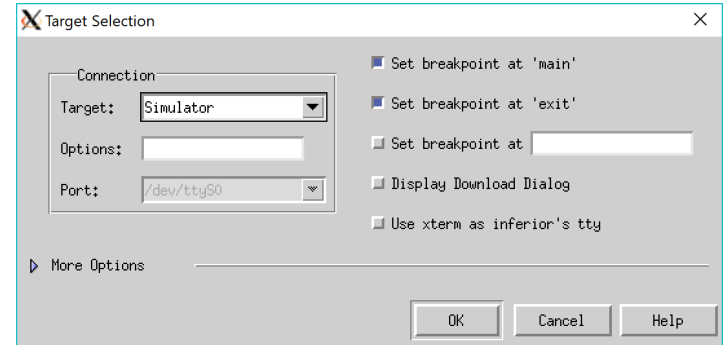 Target Selection
Connection
Target: Simulator
Options:
Port: /dev/ttyS0
Set breakpoint at 'main'
Set breakpoint at 'exit'
Set breakpoint at
Display Download Dialog
Use xterm as inferior's tty
More Options
OK Cancel Help